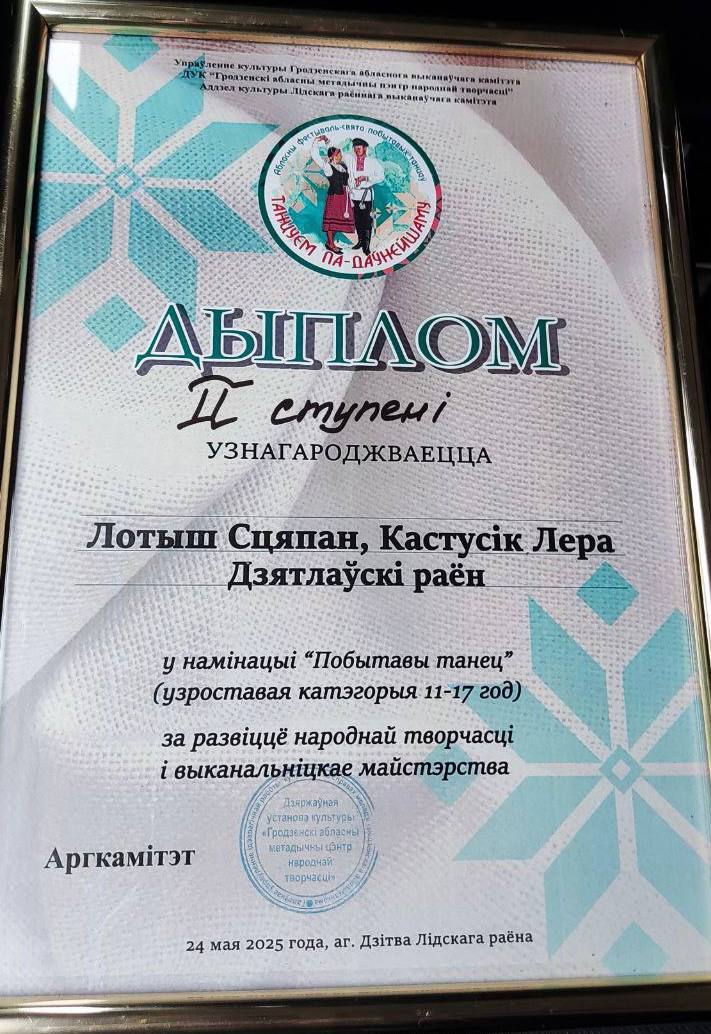 Упраўленне культуры Гродзенскага абласнога выканаўчага камітэта
ДУК “Гродзенскі абласны метадычны цэнтр народнай творчасці”
Аддзел культуры Лідскага раённага выканаўчага камітэта
Абласны фестываль-свята побытавых танцаў
ТАНЦУЕМ ПА-ДАЎНЕЙШАМУ
ДЫПЛОМ
II ступені
УЗНАГАРОДЖВАЕЦЦА
Лотыш Сцяпан, Кастусік Лера
Дзятлаўскі раён
у намінацыі “Побытавы танец”
(узроставая катэгорыя 11-17 год)
за развіццё народнай творчасці
і выканальніцкае майстэрства
Дзяржаўная
установа культуры
«Гродзенскі абласны
метадычны цэнтр
народнай
творчасці»
Аргкамітэт
24 мая 2025 года, аг. Дзітва Лідскага раёна